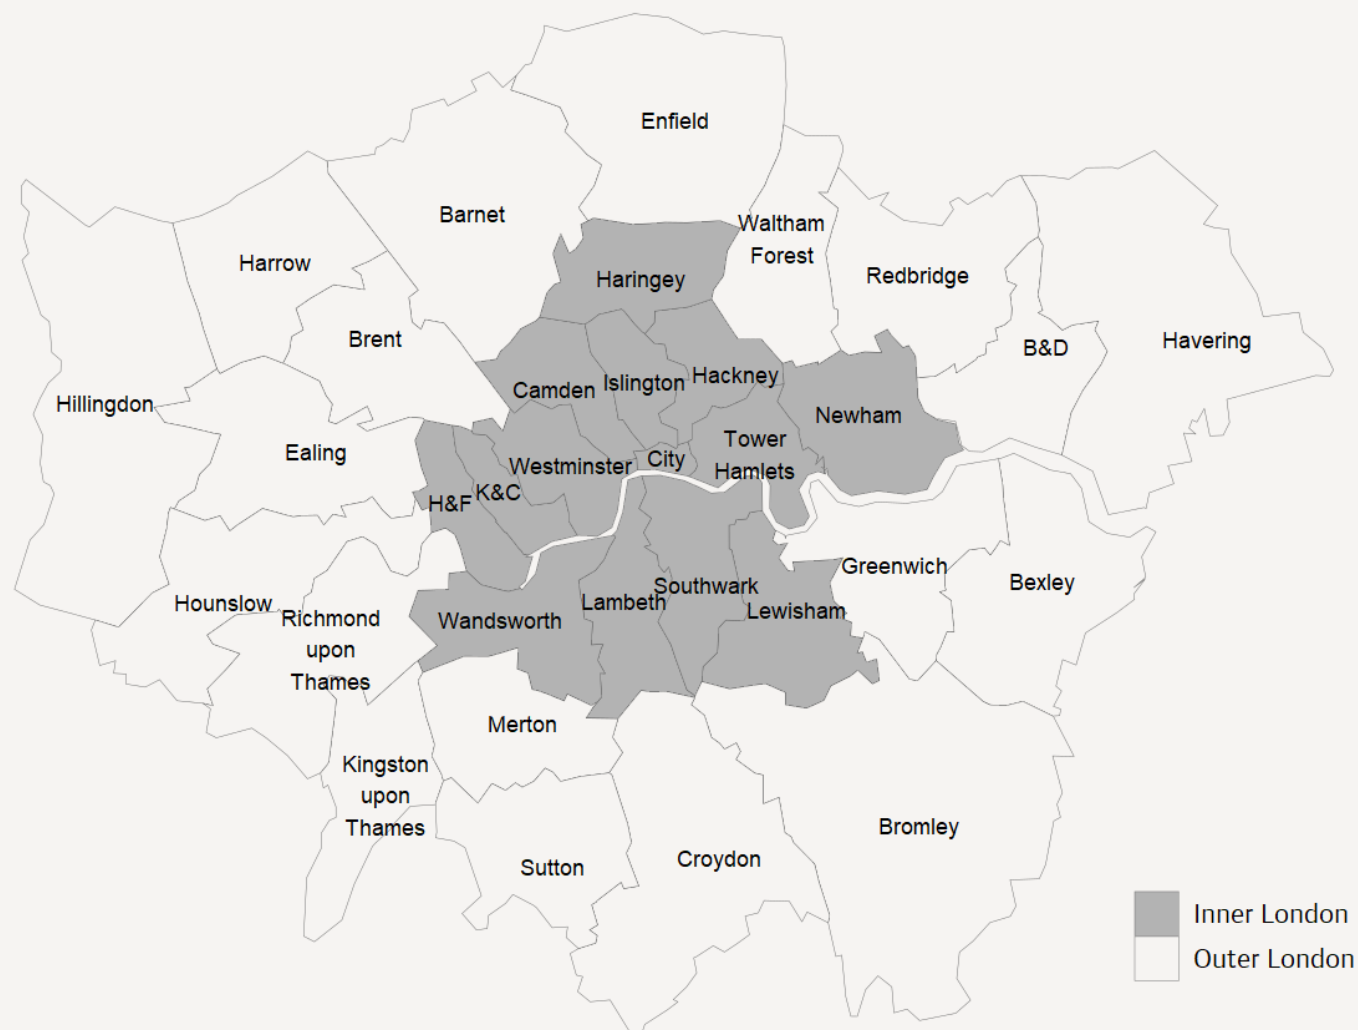 Enfield
Barnet
Waltham
Forest
Harrow
Haringey
Redbridge
Brent
Havering
B&D
Hackney
Islington
Camden
Hillingdon
Newham
Tower
Hamlets
Ealing
City
Westminster
K&C
H&F
Greenwich
Bexley
Southwark
Hounslow
Lambeth
Lewisham
Richmond
upon
Thames
Wandsworth
Merton
Kingston
upon
Thames
Bromley
Croydon
Sutton
Inner London
Outer London